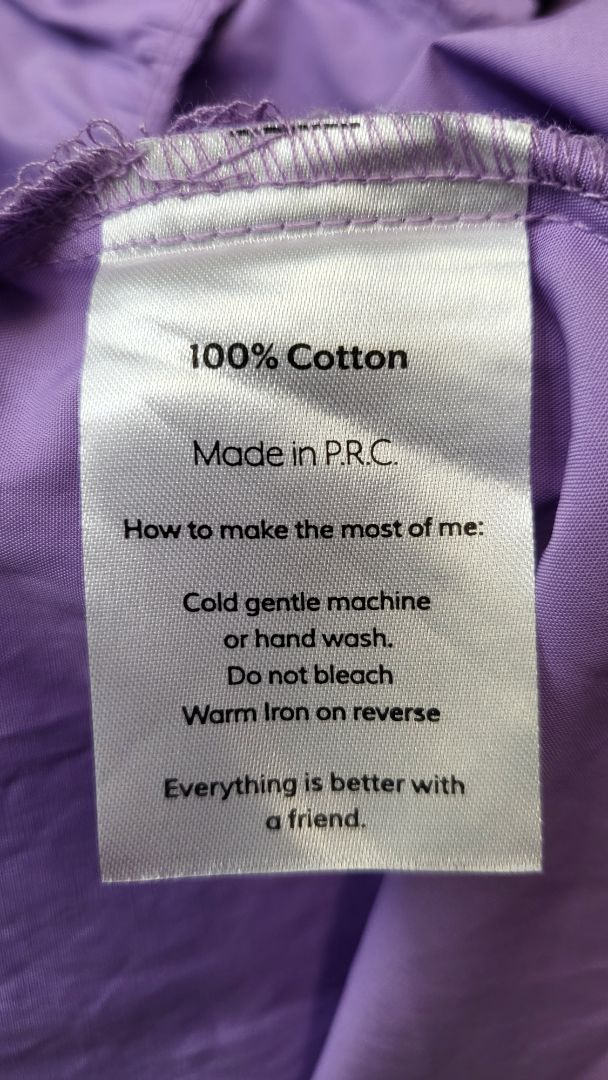 100% Cotton
Made in P.R.C.
How to make the most of me:
Cold gentle machine
or hand wash.
Do not bleach
Warm Iron on reverse
Everything is better with
a friend.